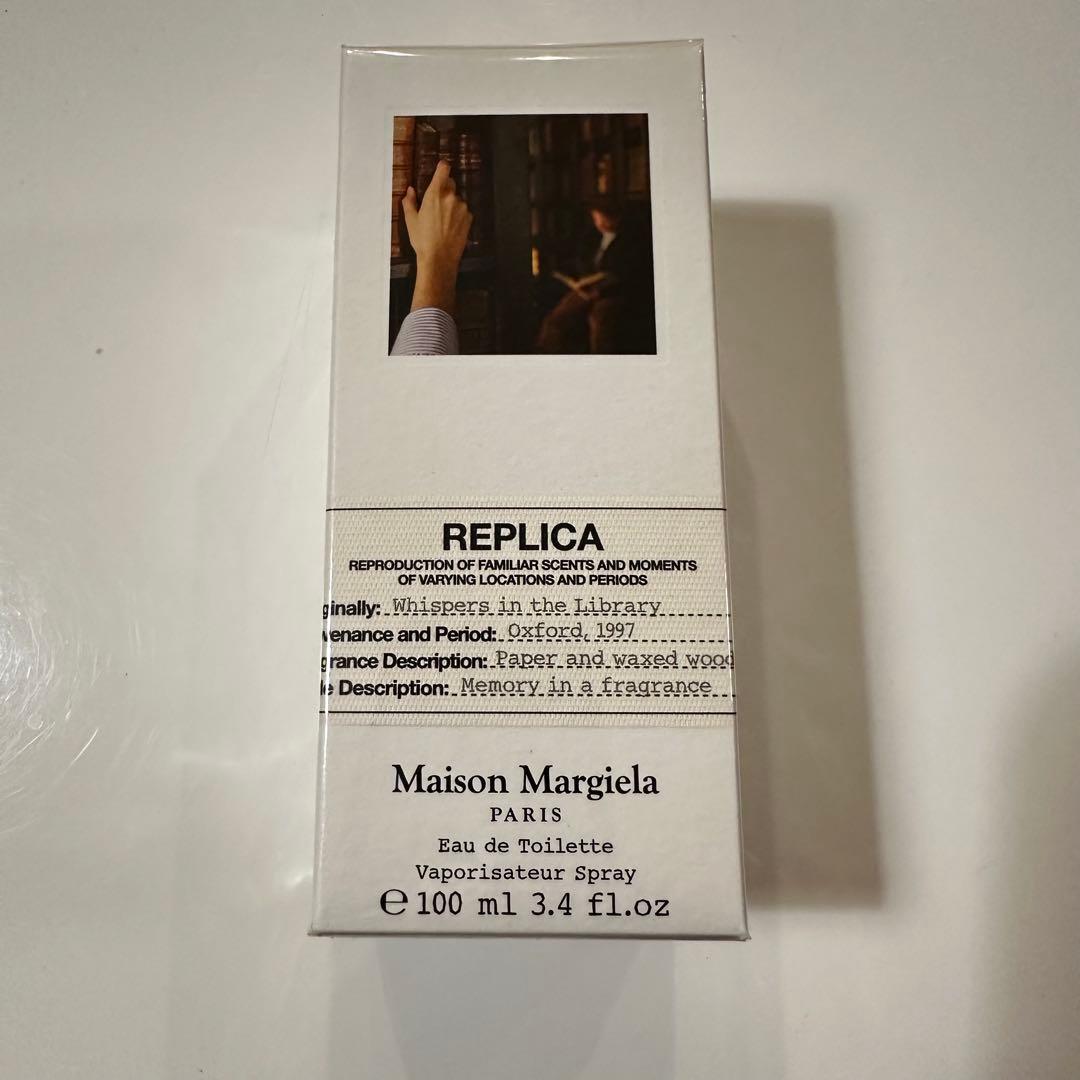 REPLICA
REPRODUCTION OF FAMILIAR SCENTS AND MOMENTS
OF VARYING LOCATIONS AND PERIODS
ginally: Whispers in the Library
venance and Period: Oxford, 1997
grance Description: Paper and waxed wood
e Description: Memory in a fragrance
Maison Margiela
PARIS
Eau de Toilette
Vaporisateur Spray
℮ 100 ml 3.4 fl.oz